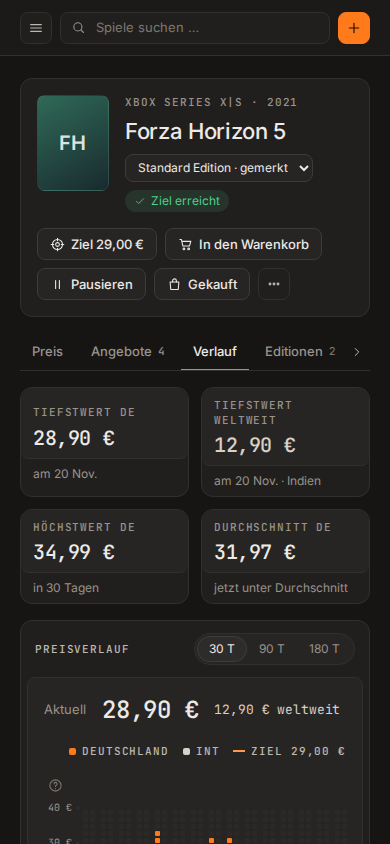 Spiele suchen ...
XBOX SERIES X|S · 2021
FH
Forza Horizon 5
Standard Edition · gemerkt
Ziel erreicht
Ziel 29,00 €
In den Warenkorb
Pausieren
Gekauft
Preis
Angebote 4
Verlauf
Editionen 2
TIEFSTWERT DE
28,90 €
am 20 Nov.
TIEFSTWERT
WELTWEIT
12,90 €
am 20 Nov. · Indien
HÖCHSTWERT DE
34,99 €
in 30 Tagen
DURCHSCHNITT DE
31,97 €
jetzt unter Durchschnitt
PREISVERLAUF
30 T
90 T
180 T
Aktuell
28,90 €
12,90 € weltweit
DEUTSCHLAND
INT
ZIEL 29,00 €
40 €
30 €